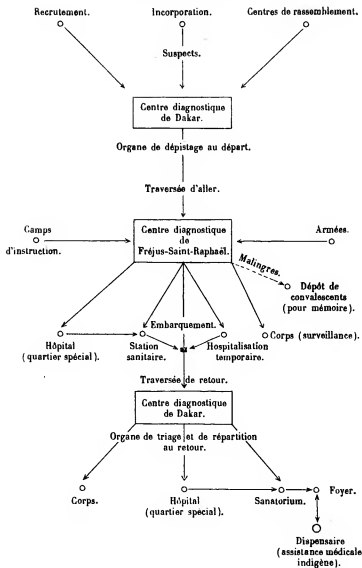 Recrutement.
Incorporation.
Centres de rassemblement.
Suspects.
Centre diagnostique
de Dakar.
Organe de dépistage au départ.
Traversée d'aller.
Camps
d'instruction.
Centre diagnostique
de
Fréjus-Saint-Raphaël.
Armées.
Malingres.
Dépôt de
convalescents
(pour mémoire).
Embarquement.
Hôpital
(quartier spécial).
Station
sanitaire.
Hospitalisation
temporaire.
Corps (surveillance).
Traversée de retour.
Centre diagnostique
de Dakar.
Organe de triage et de répartition
au retour.
Corps.
Hôpital
(quartier spécial).
Sanatorium.
Foyer.
Dispensaire
(assistance médicale
indigène).